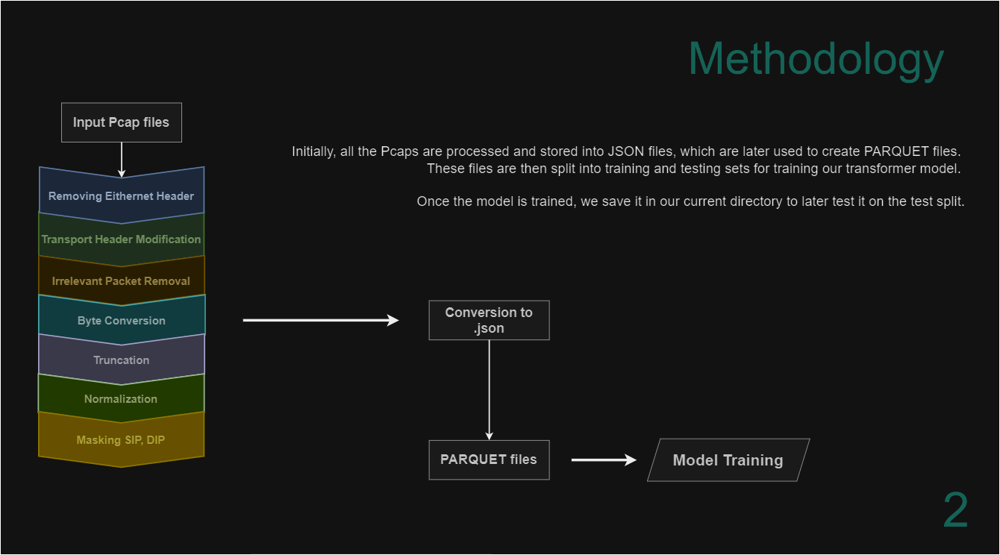 Methodology
Input Pcap files
Initially, all the Pcaps are processed and stored into JSON files, which are later used to create PARQUET files.
These files are then split into training and testing sets for training our transformer model.
Once the model is trained, we save it in our current directory to later test it on the test split.
Removing Eithernet Header
Transport Header Modification
Irrelevant Packet Removal
Byte Conversion
Truncation
Normalization
Masking SIP, DIP
Conversion to
.json
PARQUET files
Model Training
2